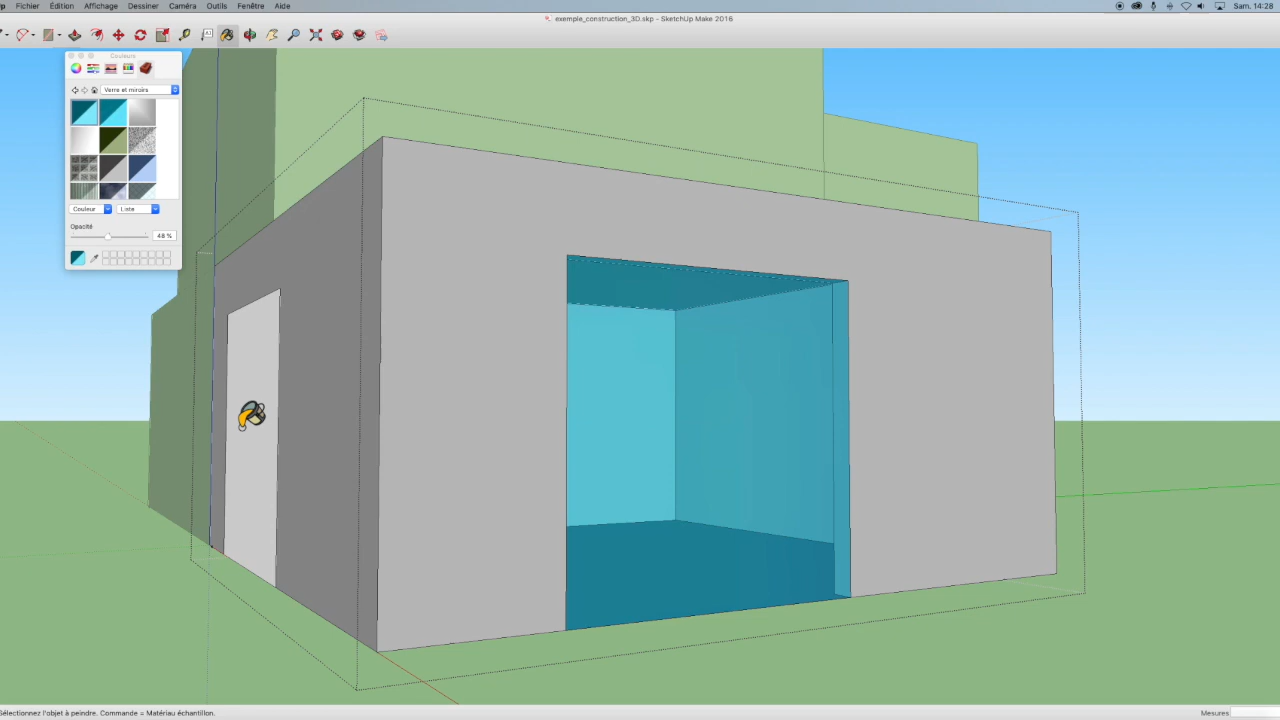 Fichier Édition Affichage Dessiner Caméra Outils Fenêtre Aide Sam. 14:28
exemple_construction_3D.skp - SketchUp Make 2016
Couleurs
Verre et miroirs
Couleur Liste
Opacité
48 %
Sélectionnez l'objet à peindre. Commande = Matériau échantillon. Mesures